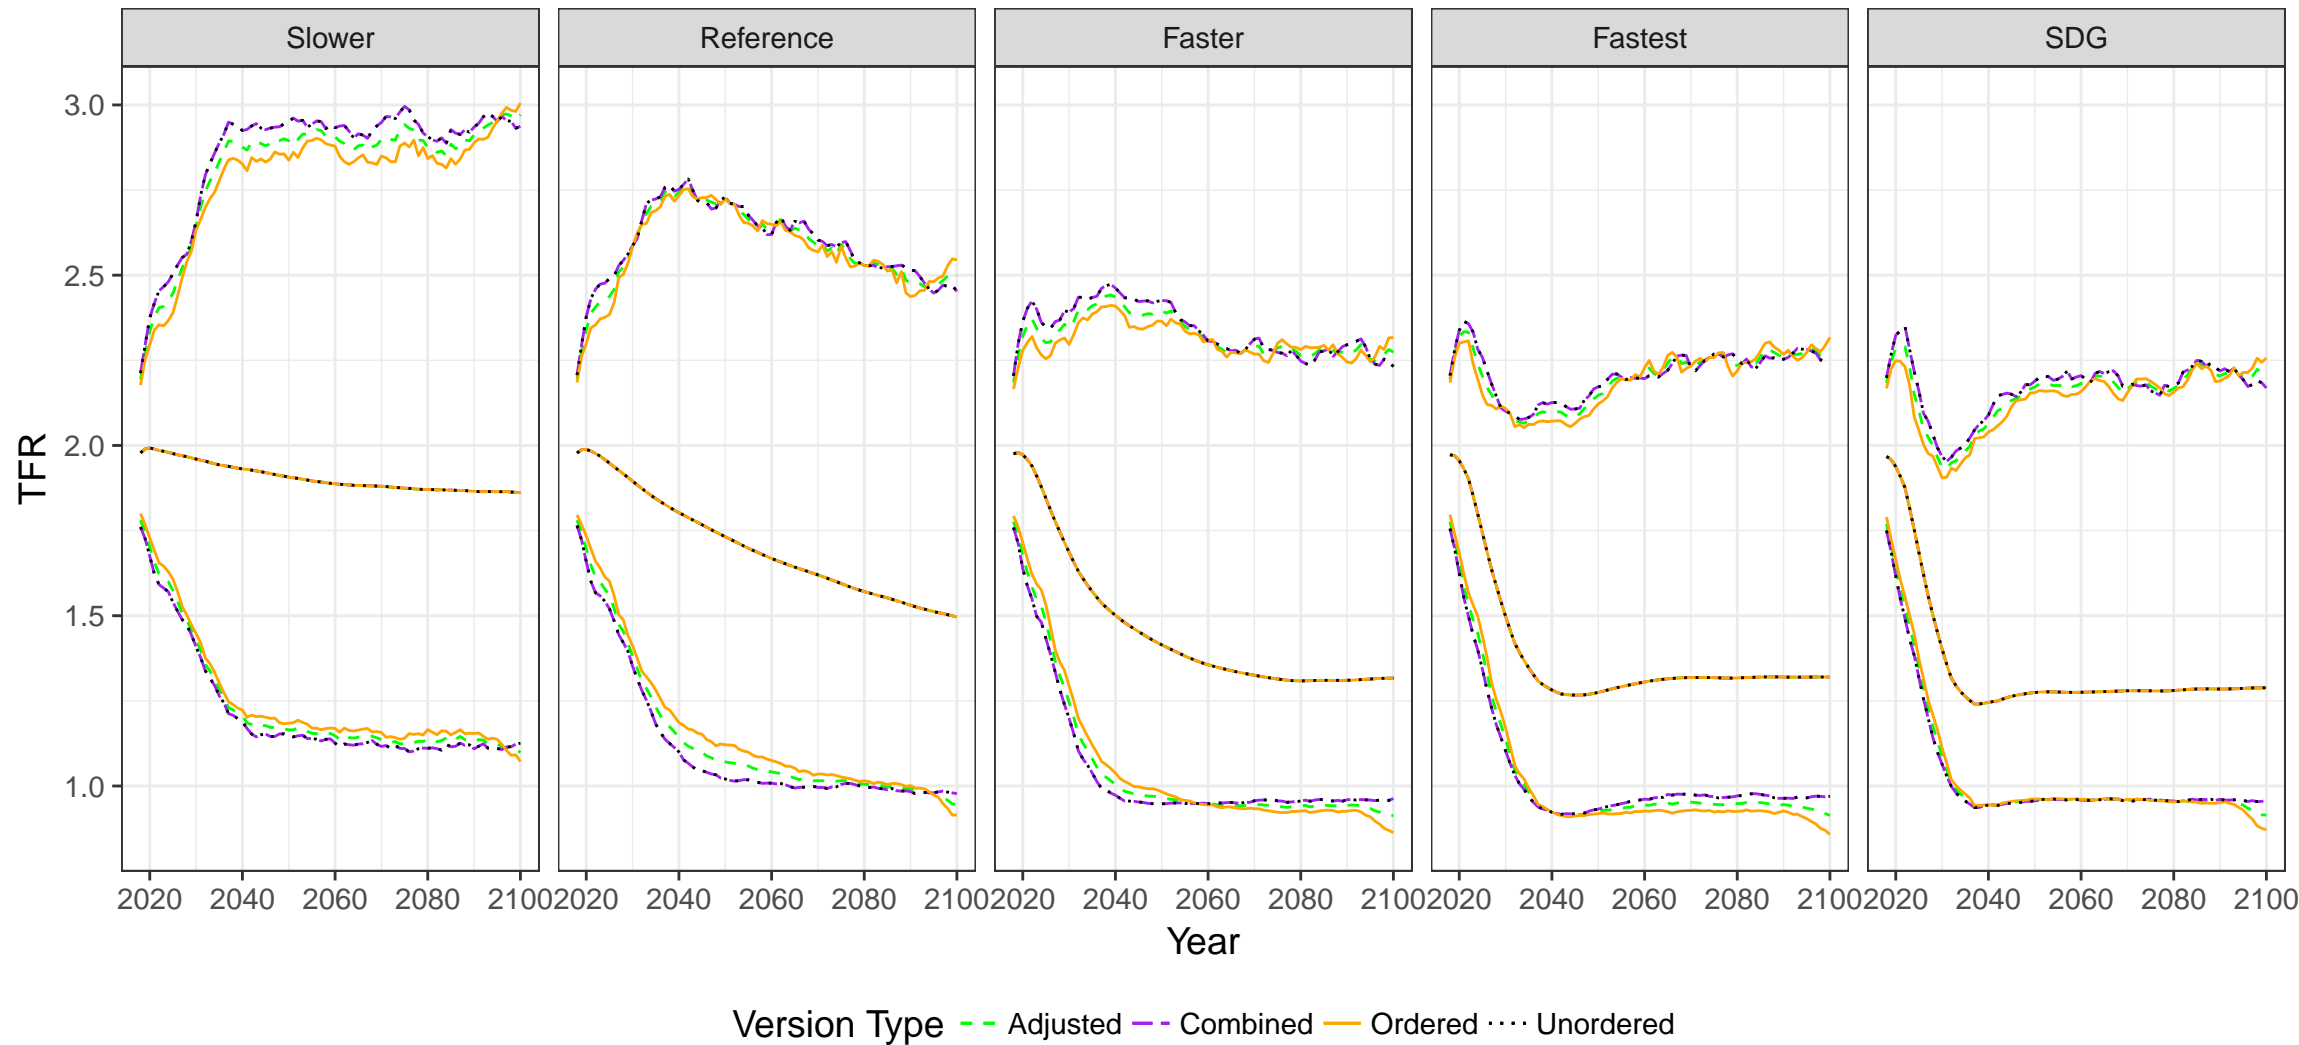 Slower Reference Faster Fastest SDG
3.0
2.5
2.0
1.5
1.0
TFR
2020 2040 2060 2080 2100 2020 2040 2060 2080 2100 2020 2040 2060 2080 2100 2020 2040 2060 2080 2100 2020 2040 2060 2080 2100
Year
Version Type Adjusted Combined Ordered Unordered